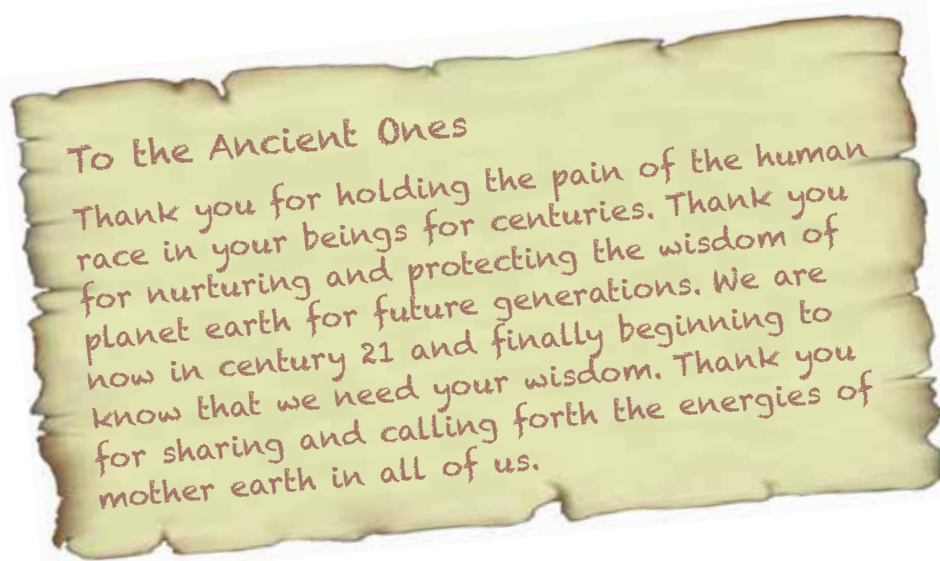 To the Ancient Ones
Thank you for holding the pain of the human
race in your beings for centuries. Thank you
for nurturing and protecting the wisdom of
planet earth for future generations. We are
now in century 21 and finally beginning to
know that we need your wisdom. Thank you
for sharing and calling forth the energies of
mother earth in all of us.